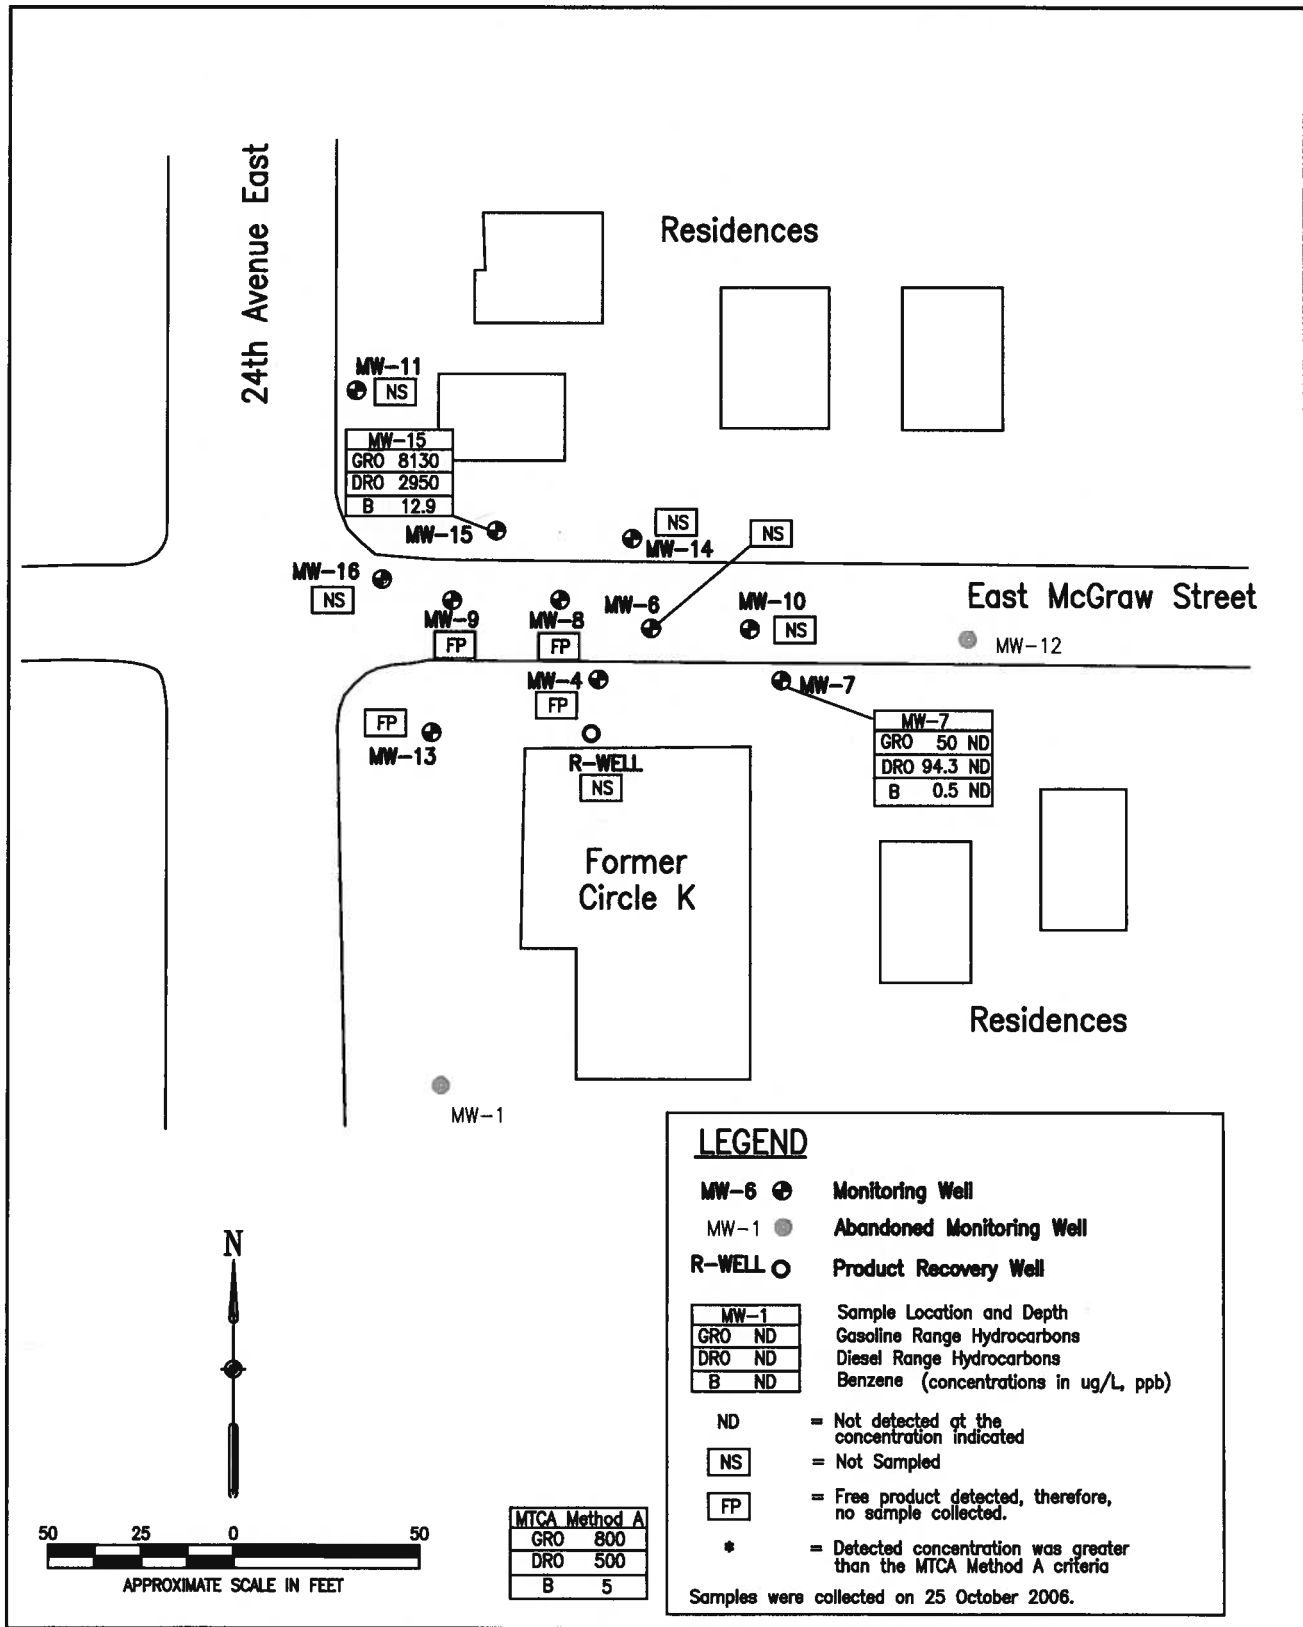 24th Avenue East
Residences
MW-11
NS
MW-15
GRO 8130
DRO 2950
B 12.9
MW-15
NS
MW-14
NS
MW-16
NS
MW-9
FP
MW-8
FP
MW-6
MW-10
NS
East McGraw Street
MW-12
MW-4
FP
MW-7
FP
MW-13
R-WELL
NS
MW-7
GRO 50 ND
DRO 94.3 ND
B 0.5 ND
Former
Circle K
Residences
MW-1
N
50 25 0 50
APPROXIMATE SCALE IN FEET
MTCA Method A
GRO 800
DRO 500
B 5
LEGEND
MW-6 Monitoring Well
MW-1 Abandoned Monitoring Well
R-WELL Product Recovery Well
MW-1 Sample Location and Depth
GRO ND Gasoline Range Hydrocarbons
DRO ND Diesel Range Hydrocarbons
B ND Benzene (concentrations in ug/L, ppb)
ND = Not detected at the
concentration indicated
NS = Not Sampled
FP = Free product detected, therefore,
no sample collected.
* = Detected concentration was greater
than the MTCA Method A criteria
Samples were collected on 25 October 2006.